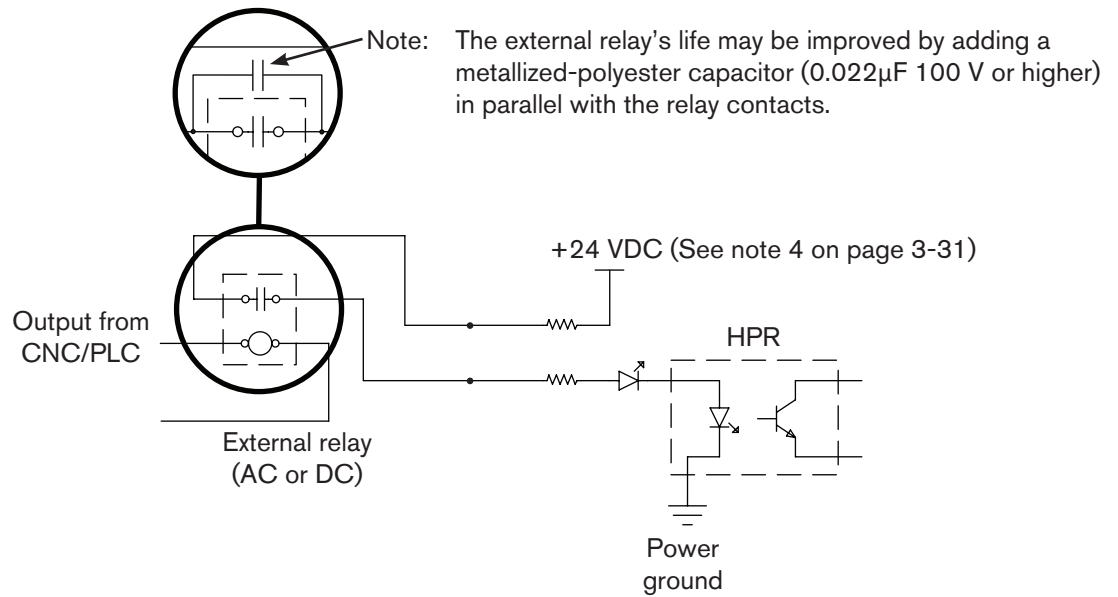 Note: The external relay’s life may be improved by adding a
metallized-polyester capacitor (0.022µF 100 V or higher)
in parallel with the relay contacts.
+24 VDC (See note 4 on page 3-31)
Output from
CNC/PLC
HPR
External relay
(AC or DC)
Power
ground